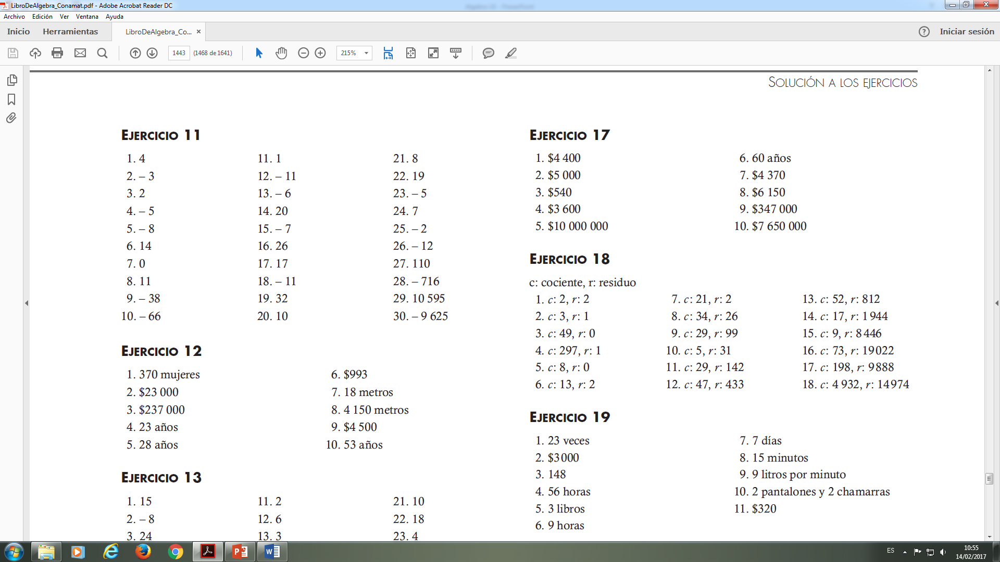 LibroDeAlgebra_Conamat.pdf - Adobe Acrobat Reader DC
Archivo Edición Ver Ventana Ayuda
Inicio Herramientas LibroDeAlgebra_Co... × ? Iniciar sesión
1443 (1468 de 1641) 215%
SOLUCIÓN A LOS EJERCICIOS
EJERCICIO 11
1. 4
2. – 3
3. 2
4. – 5
5. – 8
6. 14
7. 0
8. 11
9. – 38
10. – 66
11. 1
12. – 11
13. – 6
14. 20
15. – 7
16. 26
17. 17
18. – 11
19. 32
20. 10
21. 8
22. 19
23. – 5
24. 7
25. – 2
26. – 12
27. 110
28. – 716
29. 10 595
30. – 9 625
EJERCICIO 12
1. 370 mujeres
2. $23 000
3. $237 000
4. 23 años
5. 28 años
6. $993
7. 18 metros
8. 4 150 metros
9. $4 500
10. 53 años
EJERCICIO 13
1. 15
2. – 8
3. 24
11. 2
12. 6
13. 3
21. 10
22. 18
23. 4
EJERCICIO 17
1. $4 400
2. $5 000
3. $540
4. $3 600
5. $10 000 000
6. 60 años
7. $4 370
8. $6 150
9. $347 000
10. $7 650 000
EJERCICIO 18
c: cociente, r: residuo
1. c: 2, r: 2
2. c: 3, r: 1
3. c: 49, r: 0
4. c: 297, r: 1
5. c: 8, r: 0
6. c: 13, r: 2
7. c: 21, r: 2
8. c: 34, r: 26
9. c: 29, r: 99
10. c: 5, r: 31
11. c: 29, r: 142
12. c: 47, r: 433
13. c: 52, r: 812
14. c: 17, r: 1 944
15. c: 9, r: 8 446
16. c: 73, r: 19 022
17. c: 198, r: 9 888
18. c: 4 932, r: 14 974
EJERCICIO 19
1. 23 veces
2. $3 000
3. 148
4. 56 horas
5. 3 libros
6. 9 horas
7. 7 días
8. 15 minutos
9. 9 litros por minuto
10. 2 pantalones y 2 chamarras
11. $320
ES
10:55
14/02/2017